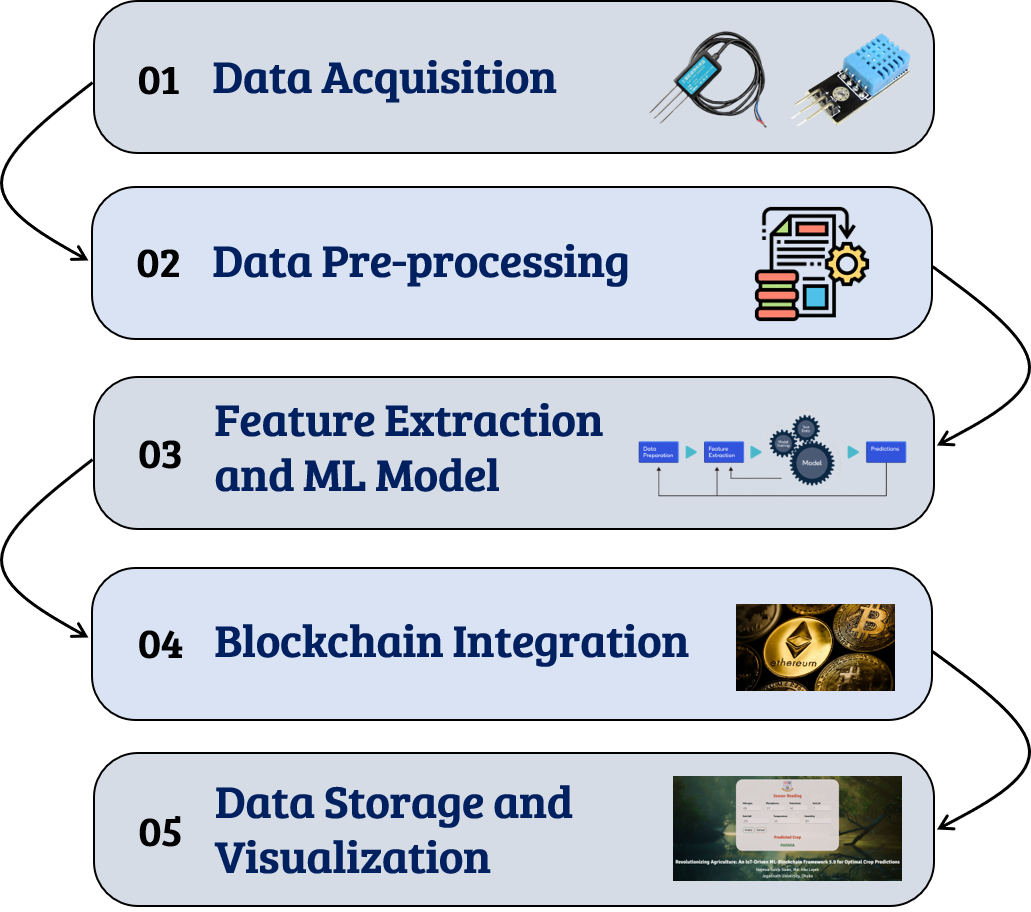 01
Data Acquisition
02
Data Pre-processing
03
Feature Extraction
and ML Model
Data
Preparation
Feature
Extraction
Model
Predictions
04
Blockchain Integration
ethereum
05
Data Storage and
Visualization
Sensor Reading
Predicted Crop
Revolutionizing Agriculture: An IoT-Driven ML-Blockchain Framework 5.0 for Optimal Crop Predictions
Jagannath University, Dhaka